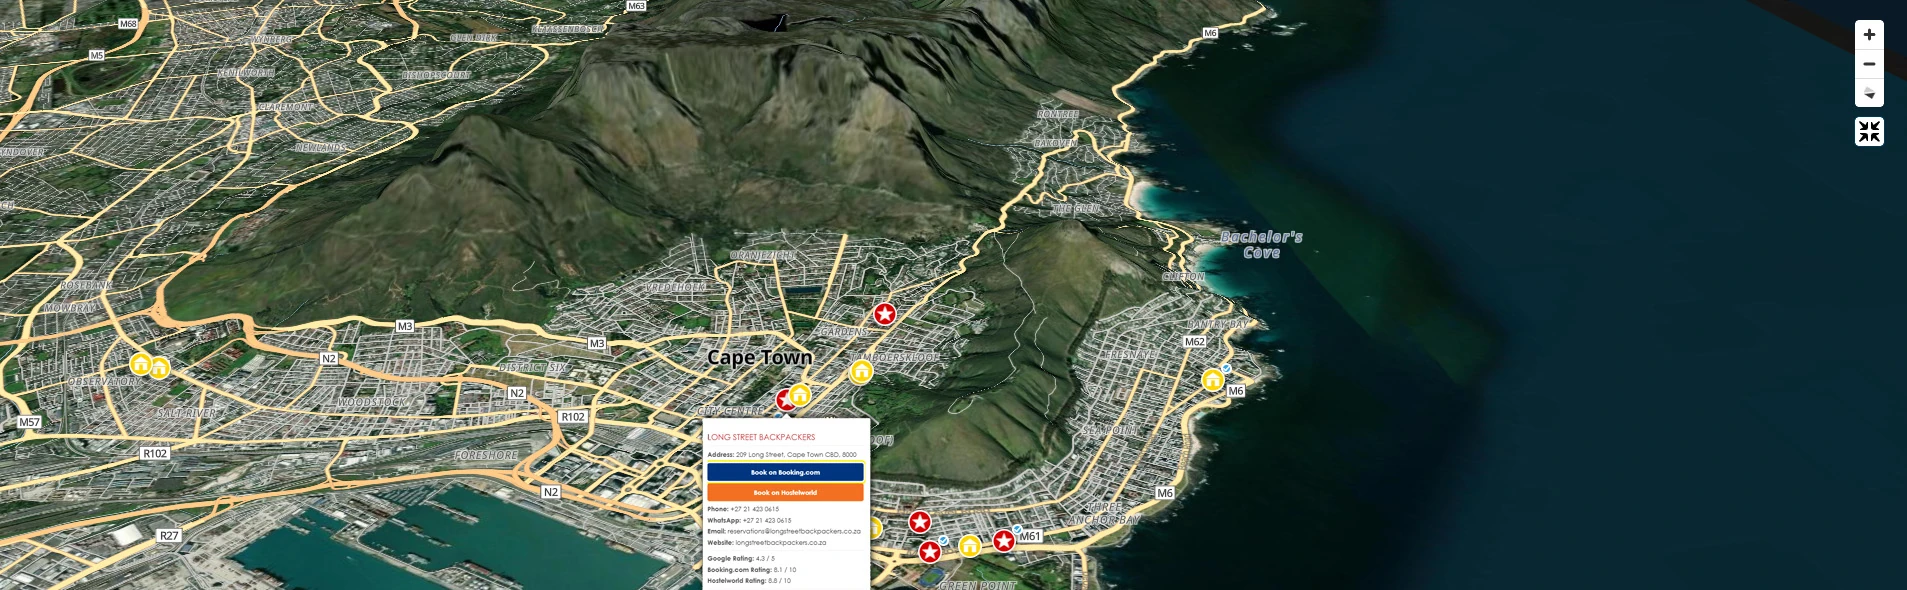 M63
M68
M6
WYNBERG
GLEN DIRK
M5
KENILWORTH
BISHOPSCOURT
CLAREMONT
RONTREE
BAKOVEN
NEWLANDS
THE GLEN
Bachelor's
Cove
ORANJEZICHT
CLIFTON
ROSEBANK
VREDEHOEK
MOWBRAY
BANTRY BAY
M3
GARDENS
M3
M62
Cape Town
TAMBOERSKLOOF
FRESNAYE
N2
DISTRICT SIX
OBSERVATORY
N2
M6
WOODSTOCK
SALT RIVER
CITY CENTRE
R102
M57
SEA POINT
R102
FORESHORE
N2
M6
THREE
ANCHOR BAY
R27
M61
GREEN POINT
LONG STREET BACKPACKERS
Address: 209 Long Street, Cape Town CBD, 8000
Book on Booking.com
Book on Hostelworld
Phone: +27 21 423 0615
WhatsApp: +27 21 423 0615
Email: reservations@longstreetbackpackers.co.za
Website: longstreetbackpackers.co.za
Google Rating: 4.3 / 5
Booking.com Rating: 8.1 / 10
Hostelworld Rating: 8.8 / 10